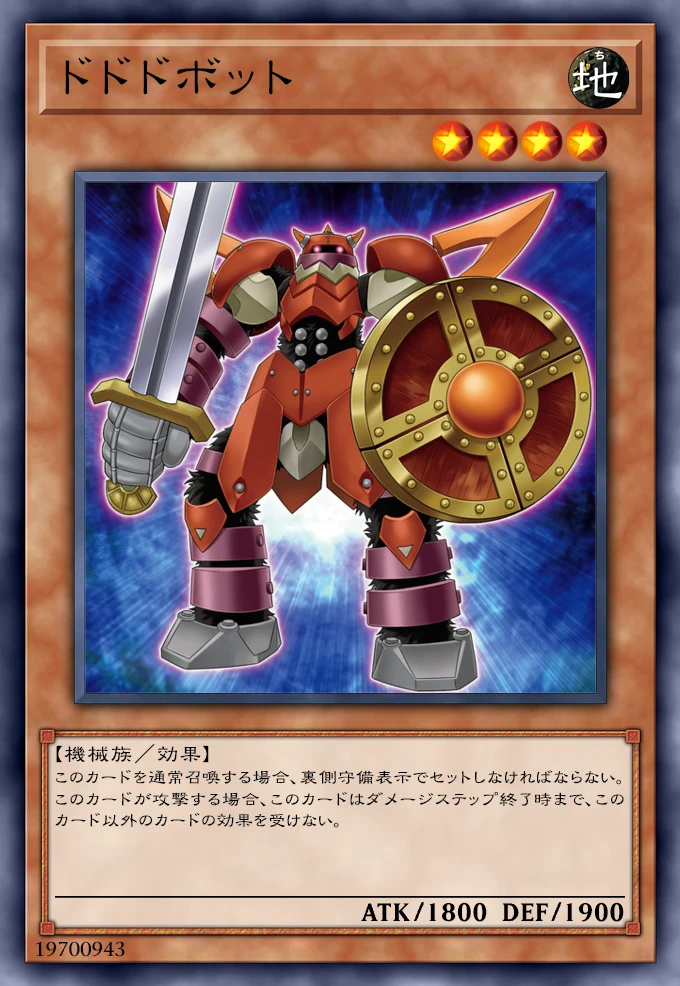 ドドドボット
ち
地
【機械族／効果】
このカードを通常召喚する場合、裏側守備表示でセットしなければならない。
このカードが攻撃する場合、このカードはダメージステップ終了時まで、この
カード以外のカードの効果を受けない。
ATK/1800 DEF/1900
19700943